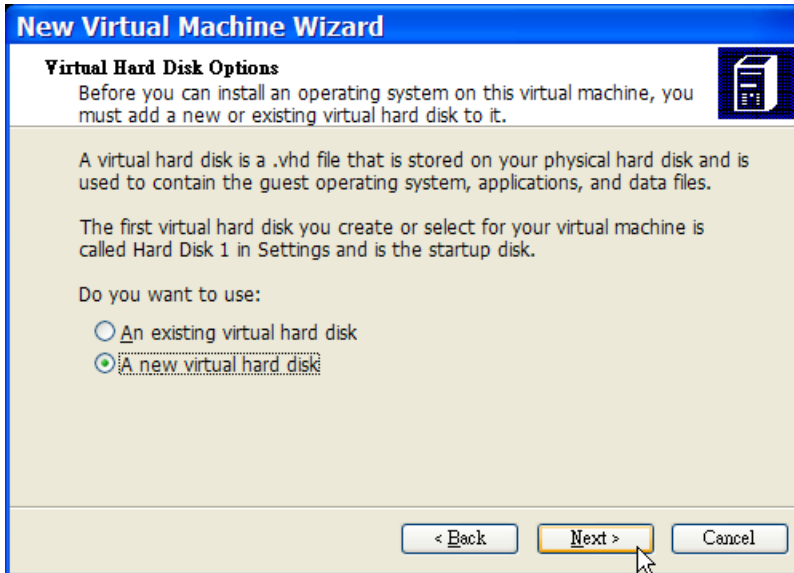 New Virtual Machine Wizard
Virtual Hard Disk Options
Before you can install an operating system on this virtual machine, you
must add a new or existing virtual hard disk to it.
A virtual hard disk is a .vhd file that is stored on your physical hard disk and is
used to contain the guest operating system, applications, and data files.
The first virtual hard disk you create or select for your virtual machine is
called Hard Disk 1 in Settings and is the startup disk.
Do you want to use:
An existing virtual hard disk
A new virtual hard disk
< Back Next > Cancel